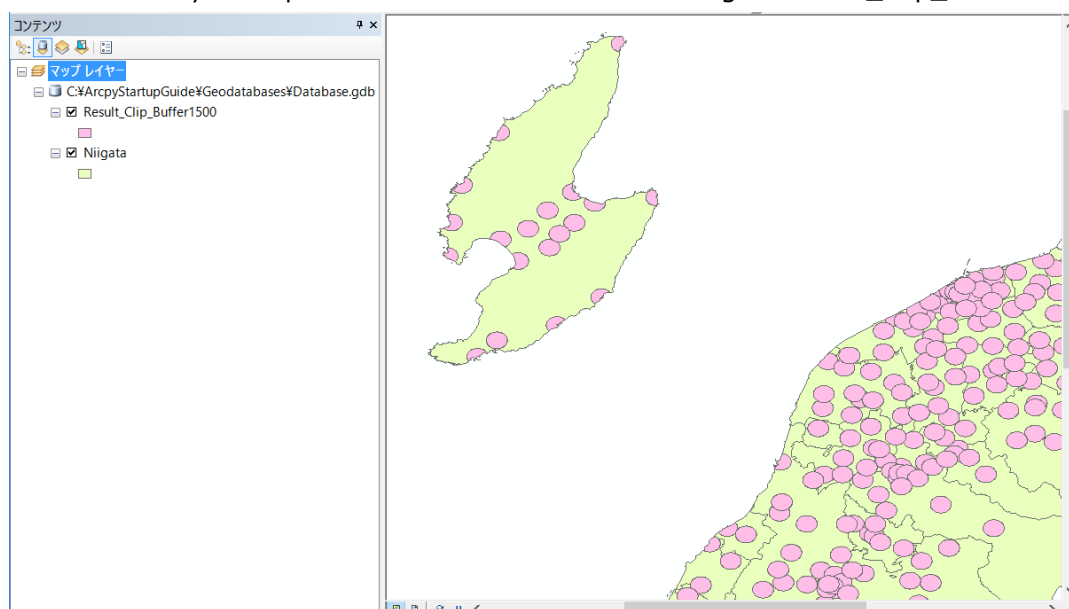 コンテンツ
マップ レイヤー
C:¥ArcpyStartupGuide¥Geodatabases¥Database.gdb
Result_Clip_Buffer1500
Niigata